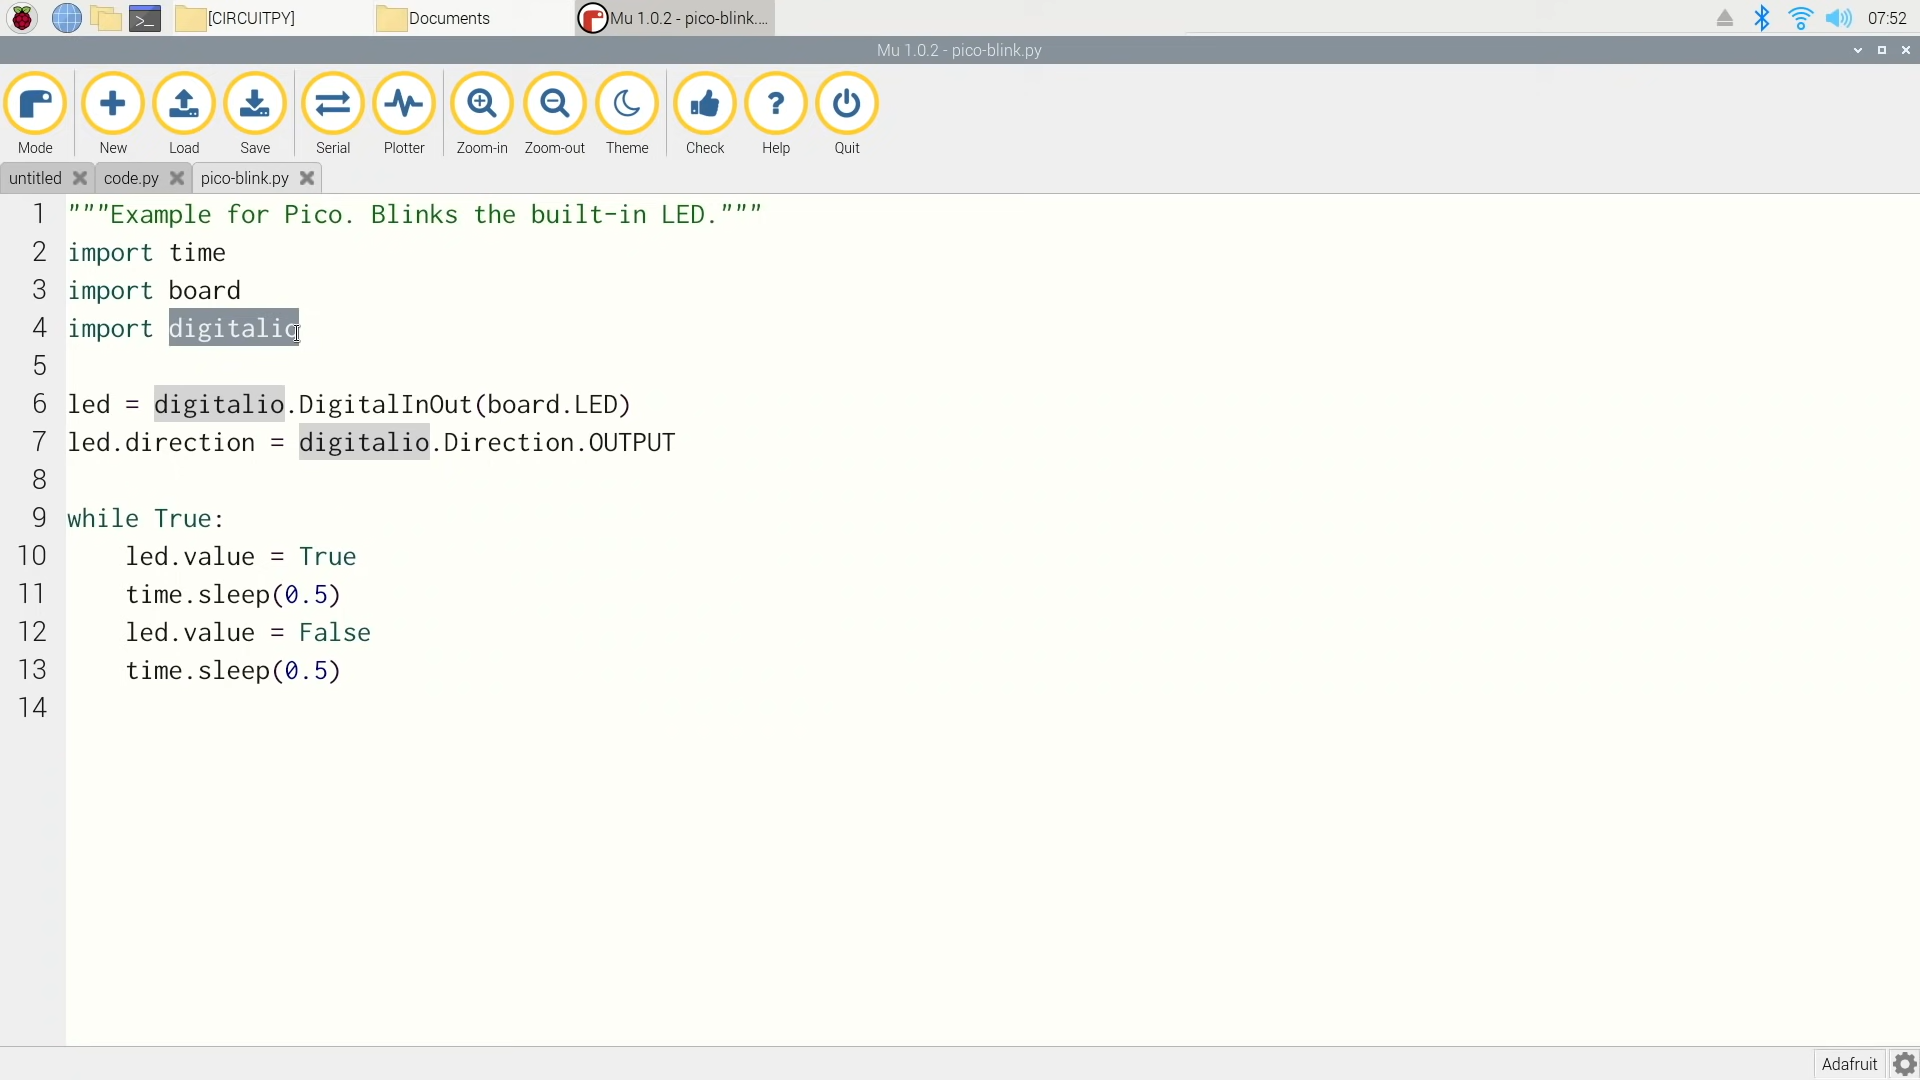 [CIRCUITPY] Documents Mu 1.0.2 - pico-blink.... 07:52
Mu 1.0.2 - pico-blink.py
Mode New Load Save Serial Plotter Zoom-in Zoom-out Theme Check Help Quit
untitled code.py pico-blink.py
1 """Example for Pico. Blinks the built-in LED."""
2 import time
3 import board
4 import digitalio
5
6 led = digitalio.DigitalInOut(board.LED)
7 led.direction = digitalio.Direction.OUTPUT
8
9 while True:
10     led.value = True
11     time.sleep(0.5)
12     led.value = False
13     time.sleep(0.5)
14
Adafruit